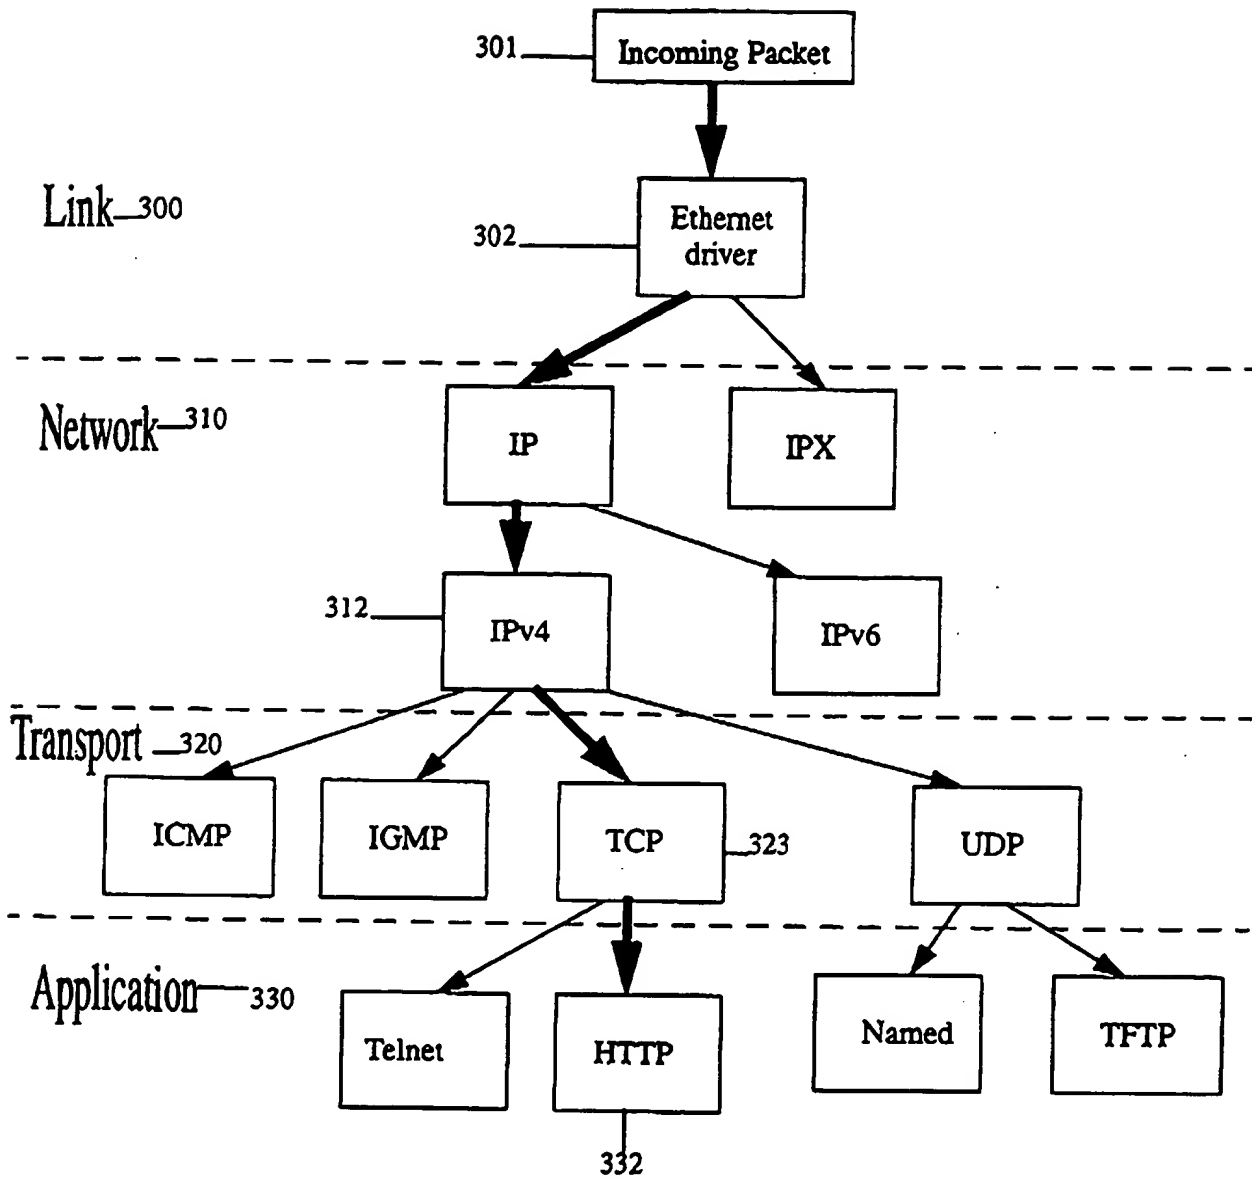 301
Incoming Packet
Link
300
302
Ethernet
driver
Network
310
IP
IPX
312
IPv4
IPv6
Transport
320
ICMP
IGMP
TCP
323
UDP
Application
330
Telnet
HTTP
Named
TFTP
332